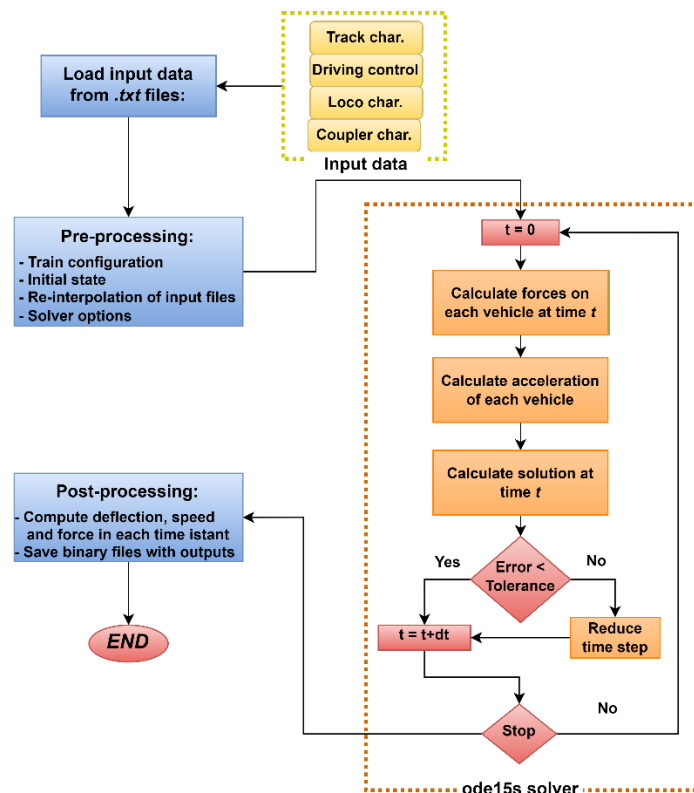 Track char.
Driving control
Loco char.
Coupler char.
Input data
Load input data
from .txt files:
Pre-processing:
- Train configuration
- Initial state
- Re-interpolation of input files
- Solver options
t = 0
Calculate forces on
each vehicle at time t
Calculate acceleration
of each vehicle
Calculate solution at
time t
Error <
Tolerance
Yes
No
t = t+dt
Reduce
time step
Stop
No
ode15s solver
Post-processing:
- Compute deflection, speed
and force in each time istant
- Save binary files with outputs
END